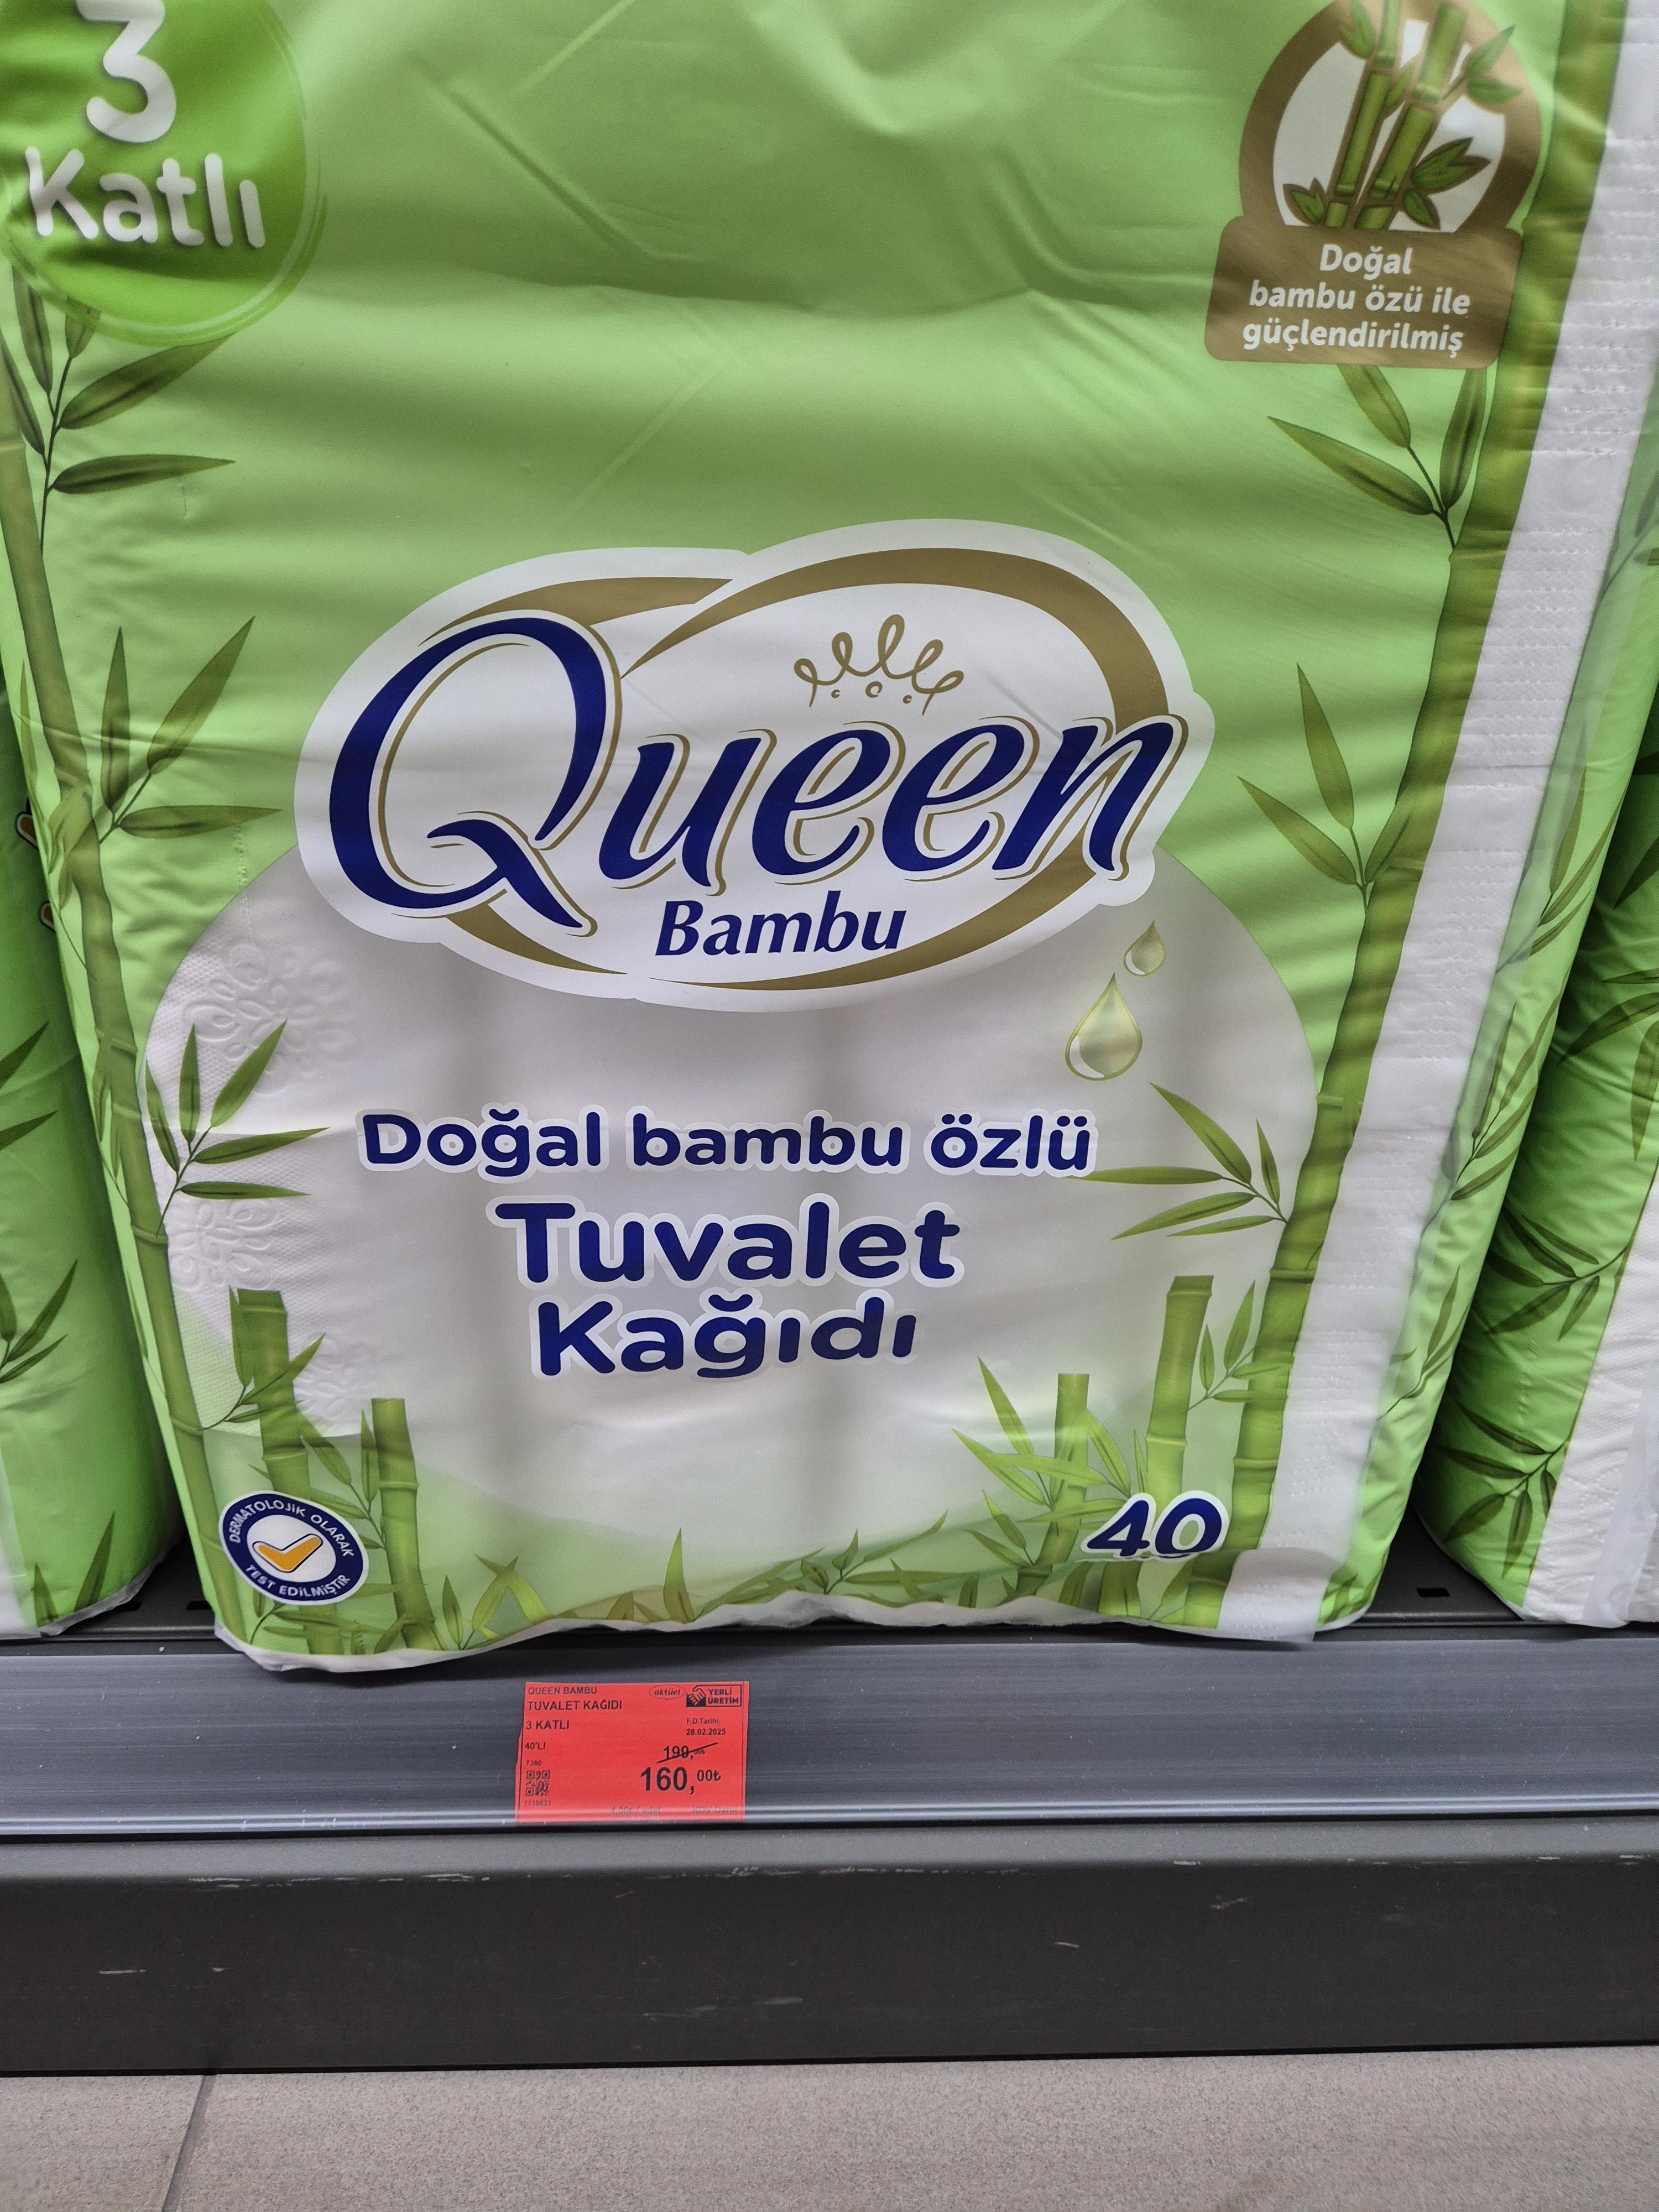 3
Katlı
Doğal
bambu özü ile
güçlendirilmiş
Queen
Bambu
Doğal bambu özlü
Tuvalet
Kağıdı
DERMATOLOJİK OLARAK
TEST EDİLMİŞTİR
40
QUEEN BAMBU
aktüel
YERLİ
ÜRETİM
TUVALET KAĞIDI
3 KATLI
F.D.Tarihi:
28.02.2025
40'LI
199,00₺
7380
160,00₺